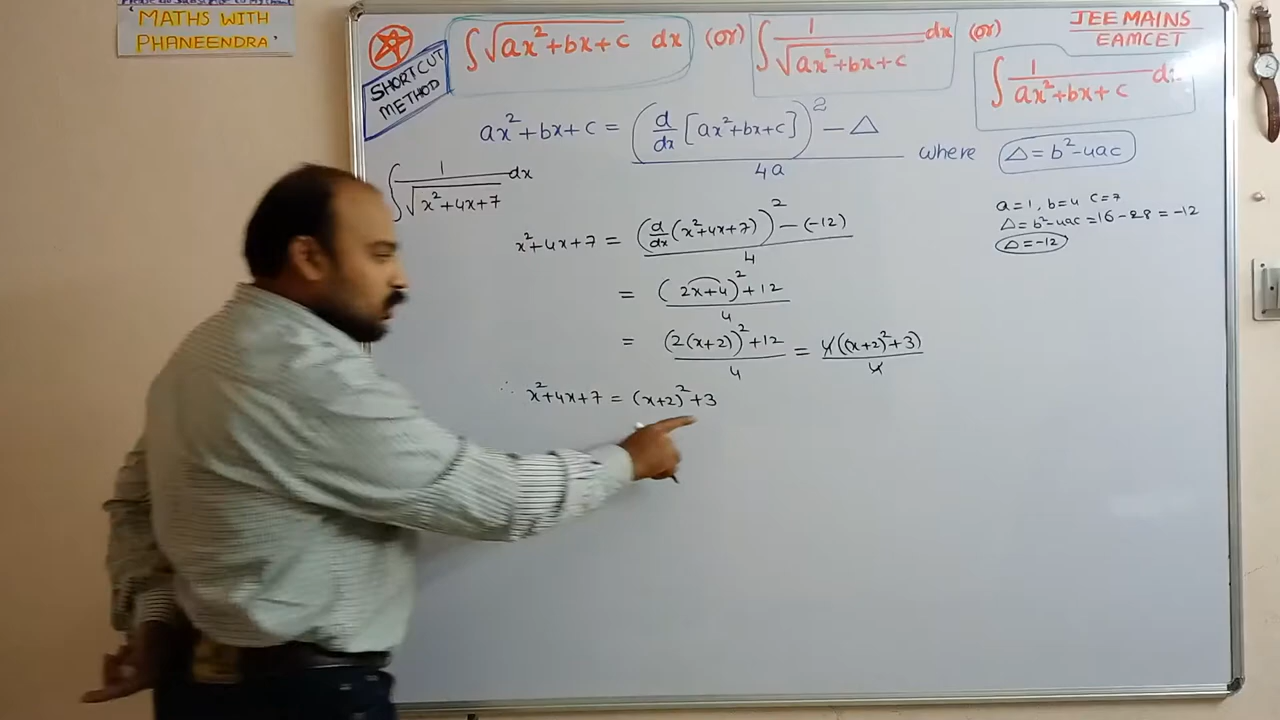 MATHS WITH
PHANEENDRA
SHORTCUT
METHOD
∫√(ax²+bx+c) dx (or) ∫ 1/√(ax²+bx+c) dx (or)
JEE MAINS
EAMCET
∫ 1/(ax²+bx+c) dx
ax²+bx+c = ((d/dx [ax²+bx+c])² − Δ)/4a where Δ = b²−4ac
∫ 1/√(x²+4x+7) dx
a=1, b=4 c=7
Δ = b²−4ac = 16−28 = −12
Δ = −12
x²+4x+7 = ((d/dx (x²+4x+7))² − (−12))/4
= ((2x+4)²+12)/4
= ((2(x+2))²+12)/4 = 4((x+2)²+3)/4
∴ x²+4x+7 = (x+2)²+3